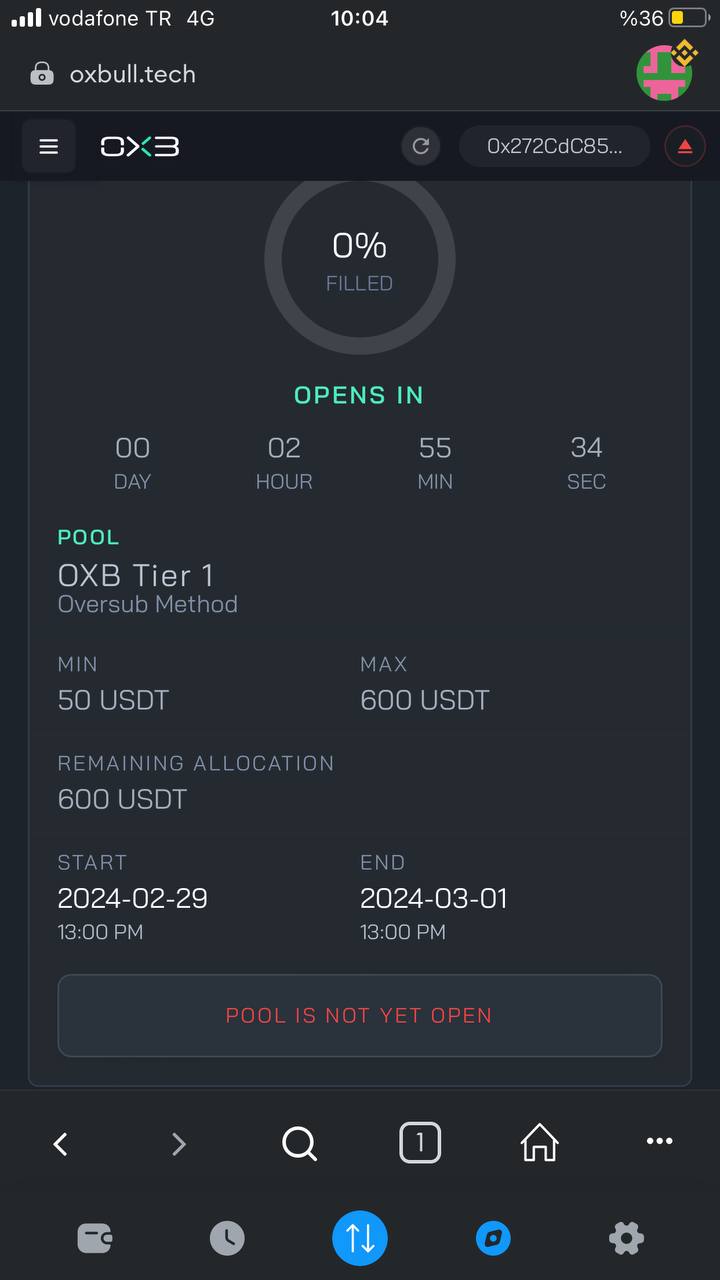 vodafone TR 4G 10:04 %36
oxbull.tech
OXB 0x272CdC85...
0%
FILLED
OPENS IN
00 02 55 34
DAY HOUR MIN SEC
POOL
OXB Tier 1
Oversub Method
MIN MAX
50 USDT 600 USDT
REMAINING ALLOCATION
600 USDT
START END
2024-02-29 2024-03-01
13:00 PM 13:00 PM
POOL IS NOT YET OPEN
1